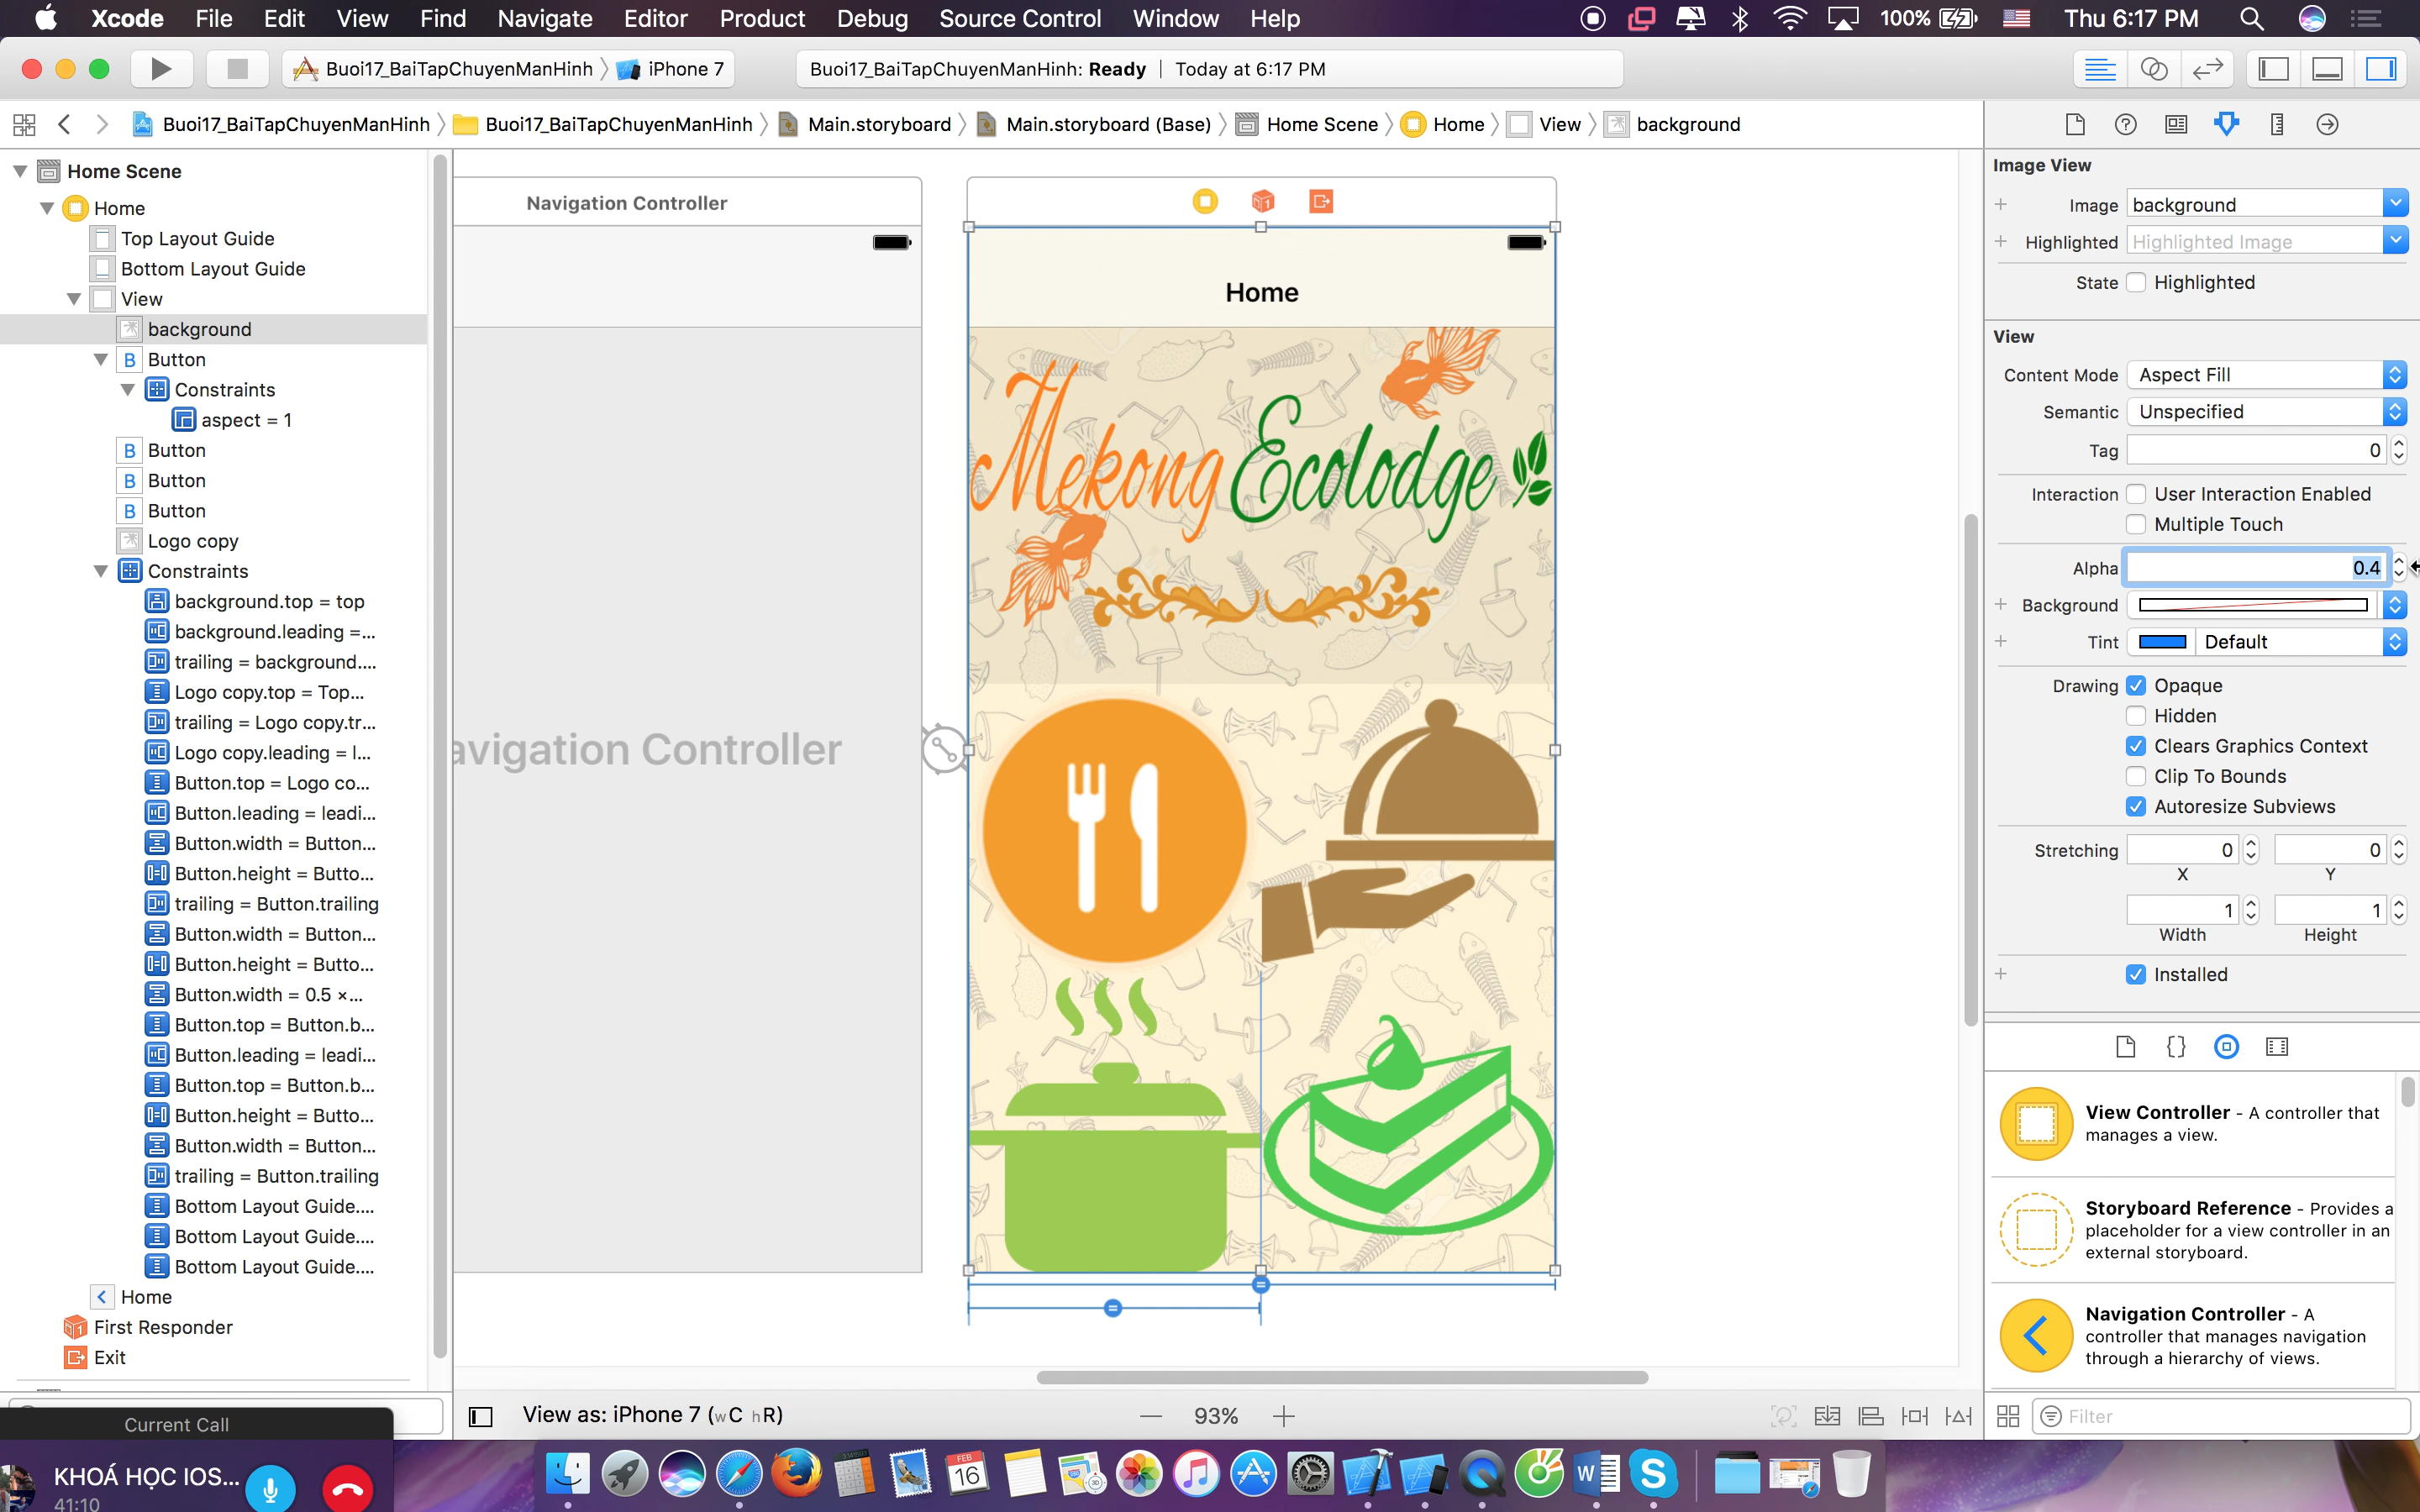 Xcode File Edit View Find Navigate Editor Product Debug Source Control Window Help 100% Thu 6:17 PM
Buoi17_BaiTapChuyenManHinh iPhone 7 Buoi17_BaiTapChuyenManHinh: Ready Today at 6:17 PM
Buoi17_BaiTapChuyenManHinh Buoi17_BaiTapChuyenManHinh Main.storyboard Main.storyboard (Base) Home Scene Home View background
Home Scene
Home
Top Layout Guide
Bottom Layout Guide
View
background
B Button
Constraints
aspect = 1
B Button
B Button
B Button
Logo copy
Constraints
background.top = top
background.leading =...
trailing = background....
Logo copy.top = Top...
trailing = Logo copy.tr...
Logo copy.leading = l...
Button.top = Logo co...
Button.leading = leadi...
Button.width = Button...
Button.height = Butto...
trailing = Button.trailing
Button.width = Button...
Button.height = Butto...
Button.width = 0.5 ×...
Button.top = Button.b...
Button.leading = leadi...
Button.top = Button.b...
Button.height = Butto...
Button.width = Button...
trailing = Button.trailing
Bottom Layout Guide....
Bottom Layout Guide....
Bottom Layout Guide....
Home
First Responder
Exit
Current Call
KHOÁ HỌC IOS...
41:10
Navigation Controller
avigation Controller
Home
Mekong Ecolodge
View as: iPhone 7 (wC hR)
93%
Image View
Image background
Highlighted Highlighted Image
State Highlighted
View
Content Mode Aspect Fill
Semantic Unspecified
Tag 0
Interaction User Interaction Enabled
Multiple Touch
Alpha 0.4
Background
Tint Default
Drawing Opaque
Hidden
Clears Graphics Context
Clip To Bounds
Autoresize Subviews
Stretching 0 0
X Y
1 1
Width Height
Installed
View Controller - A controller that
manages a view.
Storyboard Reference - Provides a
placeholder for a view controller in an
external storyboard.
Navigation Controller - A
controller that manages navigation
through a hierarchy of views.
Filter
FEB
16